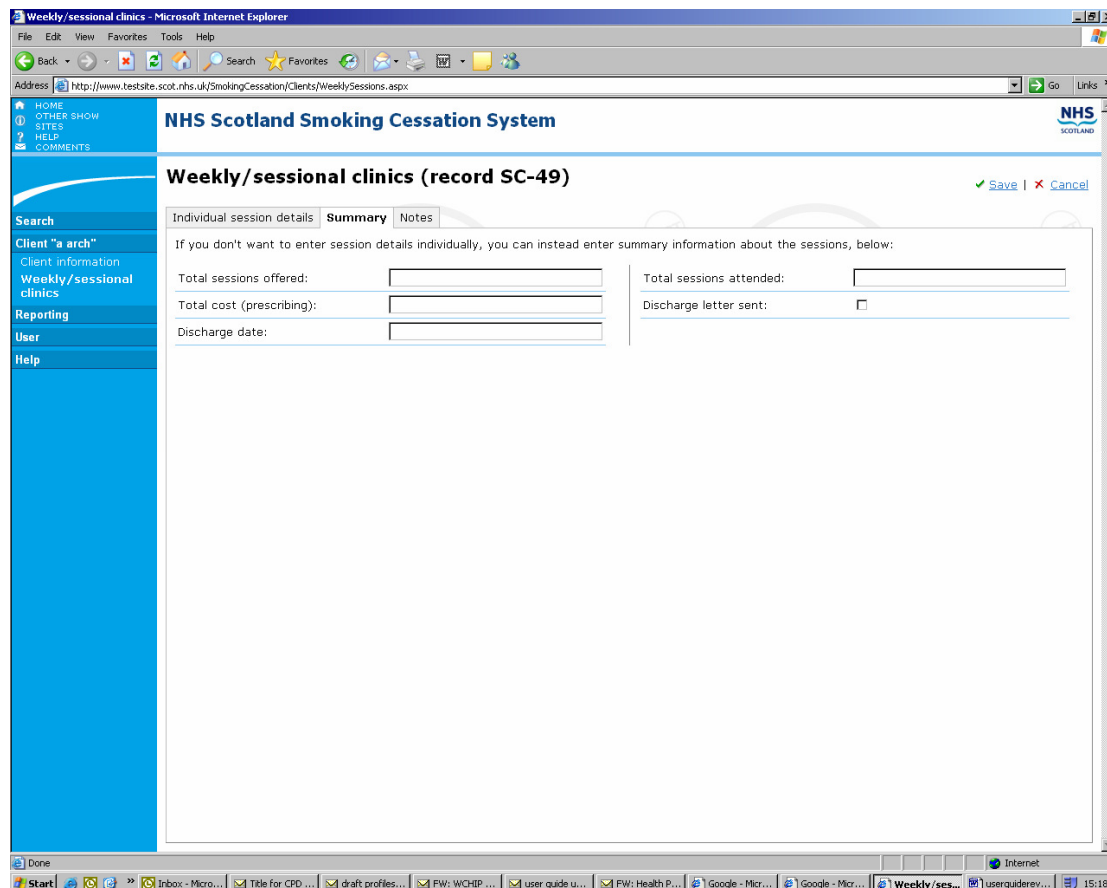 Weekly/sessional clinics - Microsoft Internet Explorer
File Edit View Favorites Tools Help
Back Search Favorites
Address http://www.testsite.scot.nhs.uk/SmokingCessation/Clients/WeeklySessions.aspx Go Links
HOME
OTHER SHOW
SITES
HELP
COMMENTS
NHS Scotland Smoking Cessation System
NHS
SCOTLAND
Weekly/sessional clinics (record SC-49)
Save | Cancel
Individual session details Summary Notes
If you don't want to enter session details individually, you can instead enter summary information about the sessions, below:
Total sessions offered: Total sessions attended:
Total cost (prescribing): Discharge letter sent:
Discharge date:
Search
Client "a arch"
Client information
Weekly/sessional
clinics
Reporting
User
Help
Done Internet
Start Inbox - Micro... Title for CPD ... draft profiles... FW: WCHIP ... user guide u... FW: Health P... Google - Micr... Google - Micr... Weekly/ses... userguiderev... 15:18